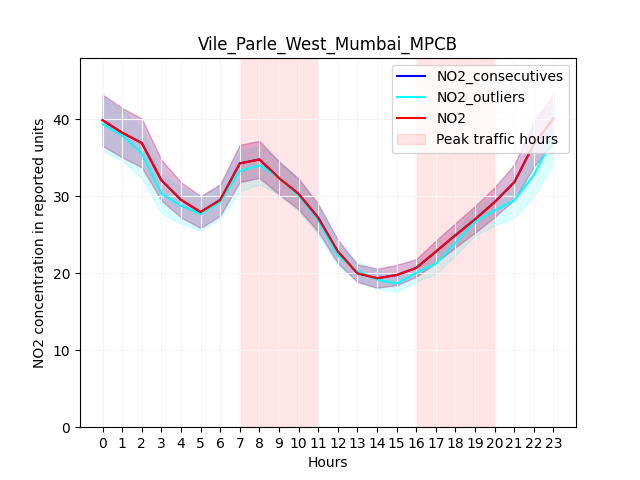 Vile_Parle_West_Mumbai_MPCB
NO2_consecutives
NO2_outliers
NO2
Peak traffic hours
NO2 concentration in reported units
40
30
20
10
0
0 1 2 3 4 5 6 7 8 9 10 11 12 13 14 15 16 17 18 19 20 21 22 23
Hours